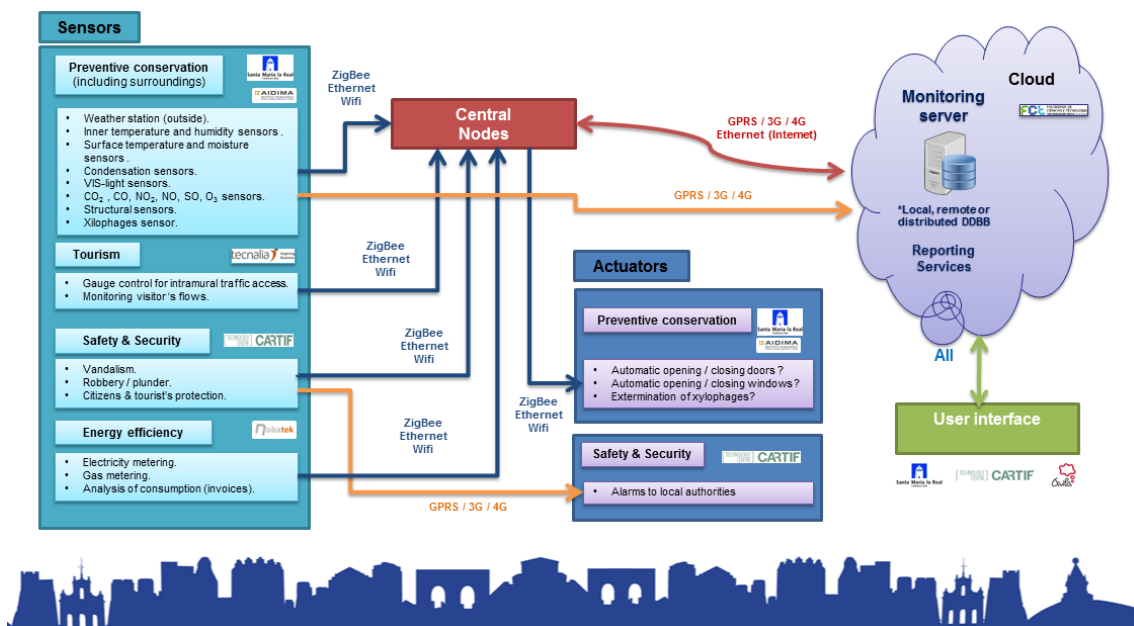 Sensors
Preventive conservation
(including surroundings)
Santa María la Real
AIDIMA
• Weather station (outside).
• Inner temperature and humidity sensors .
• Surface temperature and moisture
sensors .
• Condensation sensors.
• VIS-light sensors.
• CO₂ , CO, NO₂, NO, SO, O₃ sensors.
• Structural sensors.
• Xilophages sensor.
Tourism
tecnalia
• Gauge control for intramural traffic access.
• Monitoring visitor´s flows.
Safety & Security
TECHNOLOGY
CENTRE
CARTIF
• Vandalism.
• Robbery / plunder.
• Citizens & tourist's protection.
Energy efficiency
nobatek
• Electricity metering.
• Gas metering.
• Analysis of consumption (invoices).
ZigBee
Ethernet
Wifi
ZigBee
Ethernet
Wifi
ZigBee
Ethernet
Wifi
ZigBee
Ethernet
Wifi
GPRS / 3G / 4G
Central
Nodes
GPRS / 3G / 4G
Ethernet (Internet)
GPRS / 3G / 4G
ZigBee
Ethernet
Wifi
Actuators
Preventive conservation
Santa María la Real
AIDIMA
• Automatic opening / closing doors ?
• Automatic opening / closing windows ?
• Extermination of xylophages?
Safety & Security
TECHNOLOGY
CENTRE
CARTIF
• Alarms to local authorities
Cloud
Monitoring
server
FCT
*Local, remote or
distributed DDBB
Reporting
Services
All
User interface
Santa María la Real
TECHNOLOGY
CENTRE
CARTIF
Ávila